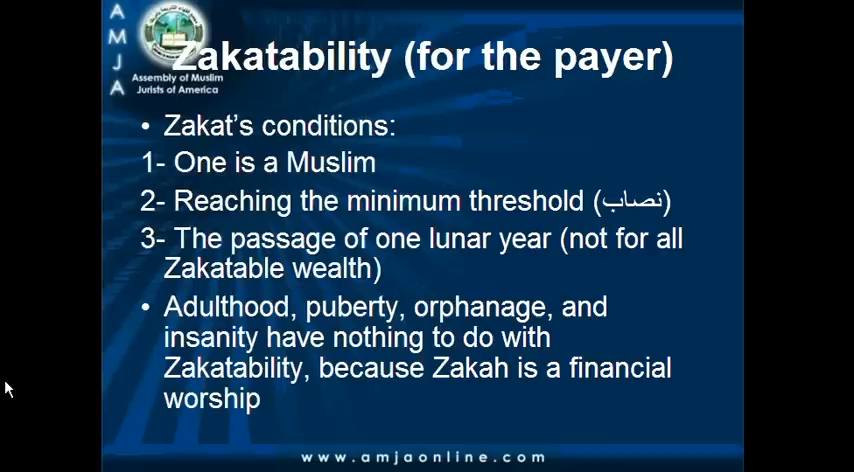 A
M
J
A
Assembly of Muslim
Jurists of America
Zakatability (for the payer)
• Zakat's conditions:
1- One is a Muslim
2- Reaching the minimum threshold (نصاب)
3- The passage of one lunar year (not for all
Zakatable wealth)
• Adulthood, puberty, orphanage, and
insanity have nothing to do with
Zakatability, because Zakah is a financial
worship
www.amjaonline.com